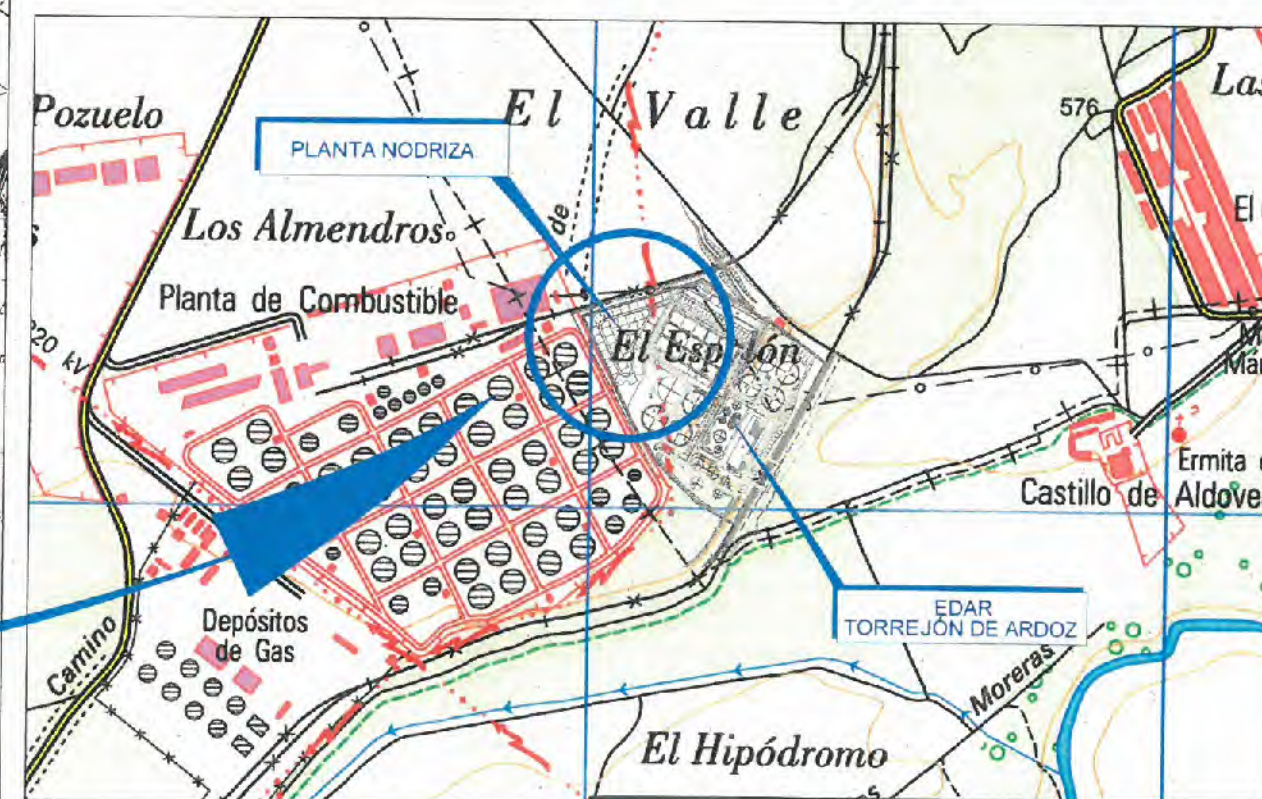 Pozuelo
El Valle
576
Las
PLANTA NODRIZA
Los Almendros
de
El
Planta de Combustible
El Espolón
20 kV
Ermita
Castillo de Aldove
EDAR
TORREJÓN DE ARDOZ
Depósitos
de Gas
Camino
Moreras
El Hipódromo